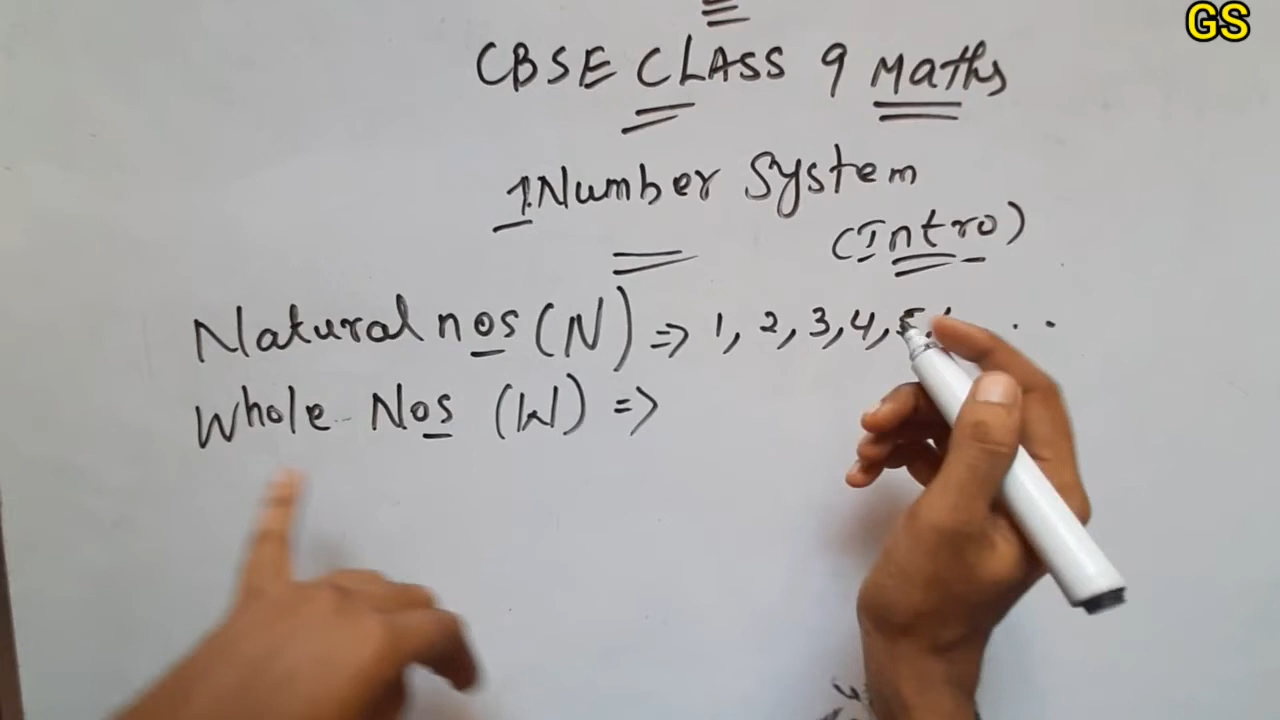 GS
CBSE CLASS 9 Maths
1.Number System
(Intro)
Natural nos (N) => 1, 2, 3, 4, 5, . . .
Whole Nos (W) =>